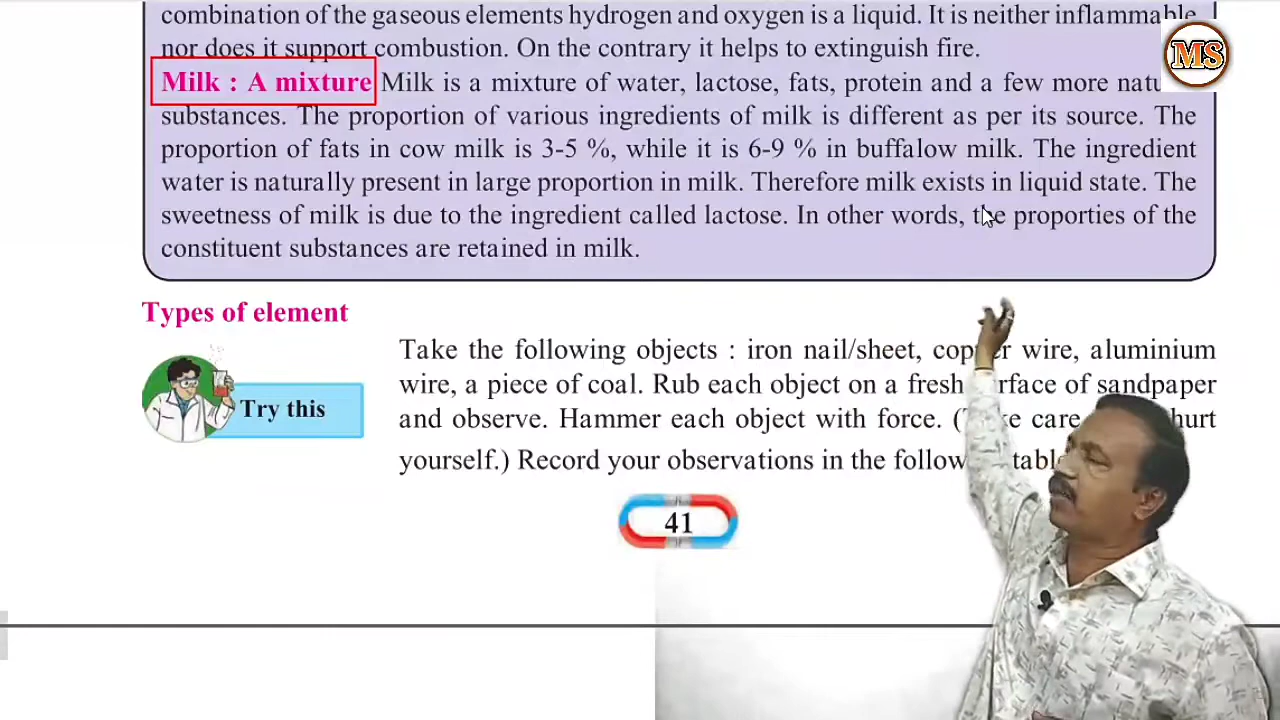 combination of the gaseous elements hydrogen and oxygen is a liquid. It is neither inflammable
nor does it support combustion. On the contrary it helps to extinguish fire.
MS
Milk : A mixture Milk is a mixture of water, lactose, fats, protein and a few more natu
substances. The proportion of various ingredients of milk is different as per its source. The
proportion of fats in cow milk is 3-5 %, while it is 6-9 % in buffalow milk. The ingredient
water is naturally present in large proportion in milk. Therefore milk exists in liquid state. The
sweetness of milk is due to the ingredient called lactose. In other words, the proporties of the
constituent substances are retained in milk.
Types of element
Try this
Take the following objects : iron nail/sheet, copper wire, aluminium
wire, a piece of coal. Rub each object on a fresh surface of sandpaper
and observe. Hammer each object with force. (Take care hurt
yourself.) Record your observations in the following table
41